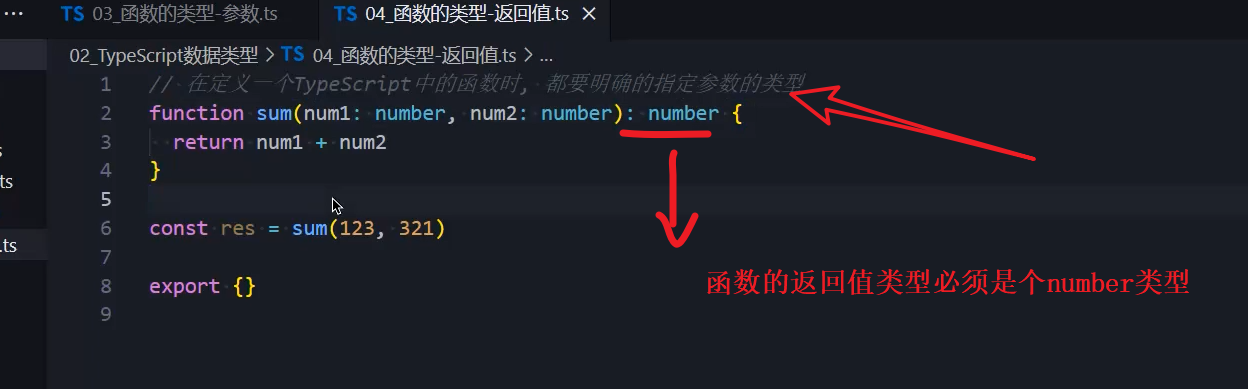 ··· TS 03_函数的类型-参数.ts TS 04_函数的类型-返回值.ts ×
02_TypeScript数据类型 > TS 04_函数的类型-返回值.ts > ...
1 // 在定义一个TypeScript中的函数时, 都要明确的指定参数的类型
2 function sum(num1: number, num2: number): number {
3 return num1 + num2
4 }
5
6 const res = sum(123, 321)
7
8 export {}
9
s
ts
.ts
函数的返回值类型必须是个number类型